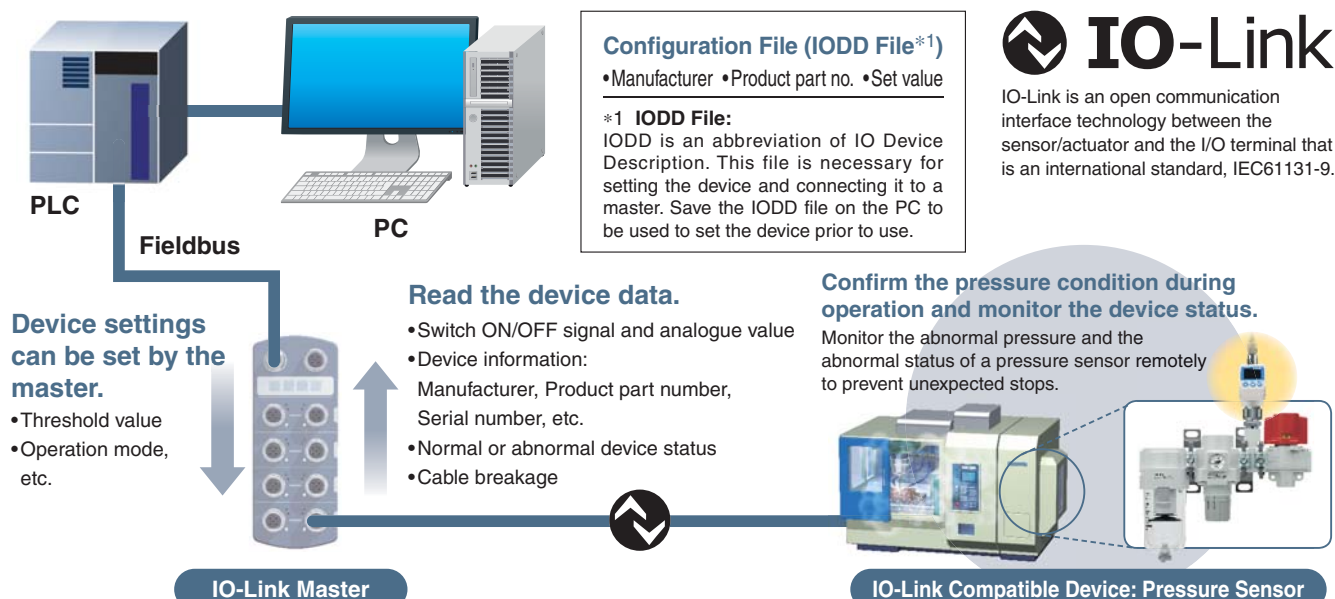 PLC
PC
Fieldbus
Configuration File (IODD File*1)
•Manufacturer •Product part no. •Set value
*1 IODD File:
IODD is an abbreviation of IO Device
Description. This file is necessary for
setting the device and connecting it to a
master. Save the IODD file on the PC to
be used to set the device prior to use.
IO-Link
IO-Link is an open communication
interface technology between the
sensor/actuator and the I/O terminal that
is an international standard, IEC61131-9.
Device settings
can be set by the
master.
•Threshold value
•Operation mode,
etc.
Read the device data.
•Switch ON/OFF signal and analogue value
•Device information:
Manufacturer, Product part number,
Serial number, etc.
•Normal or abnormal device status
•Cable breakage
Confirm the pressure condition during
operation and monitor the device status.
Monitor the abnormal pressure and the
abnormal status of a pressure sensor remotely
to prevent unexpected stops.
IO-Link Master
IO-Link Compatible Device: Pressure Sensor